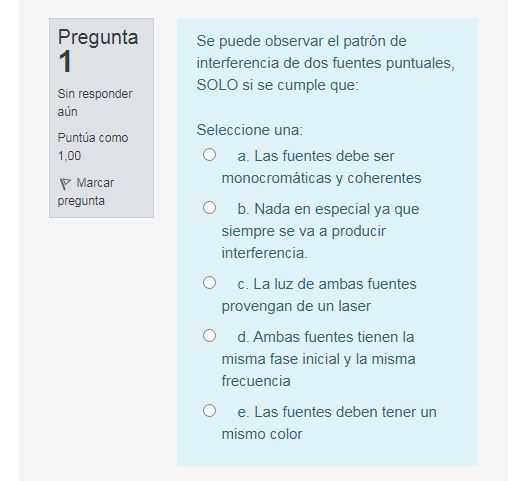 Pregunta
1
Sin responder
aún
Puntúa como
1,00
Marcar
pregunta
Se puede observar el patrón de
interferencia de dos fuentes puntuales,
SOLO si se cumple que:
Seleccione una:
a. Las fuentes debe ser
monocromáticas y coherentes
b. Nada en especial ya que
siempre se va a producir
interferencia.
c. La luz de ambas fuentes
provengan de un laser
d. Ambas fuentes tienen la
misma fase inicial y la misma
frecuencia
e. Las fuentes deben tener un
mismo color